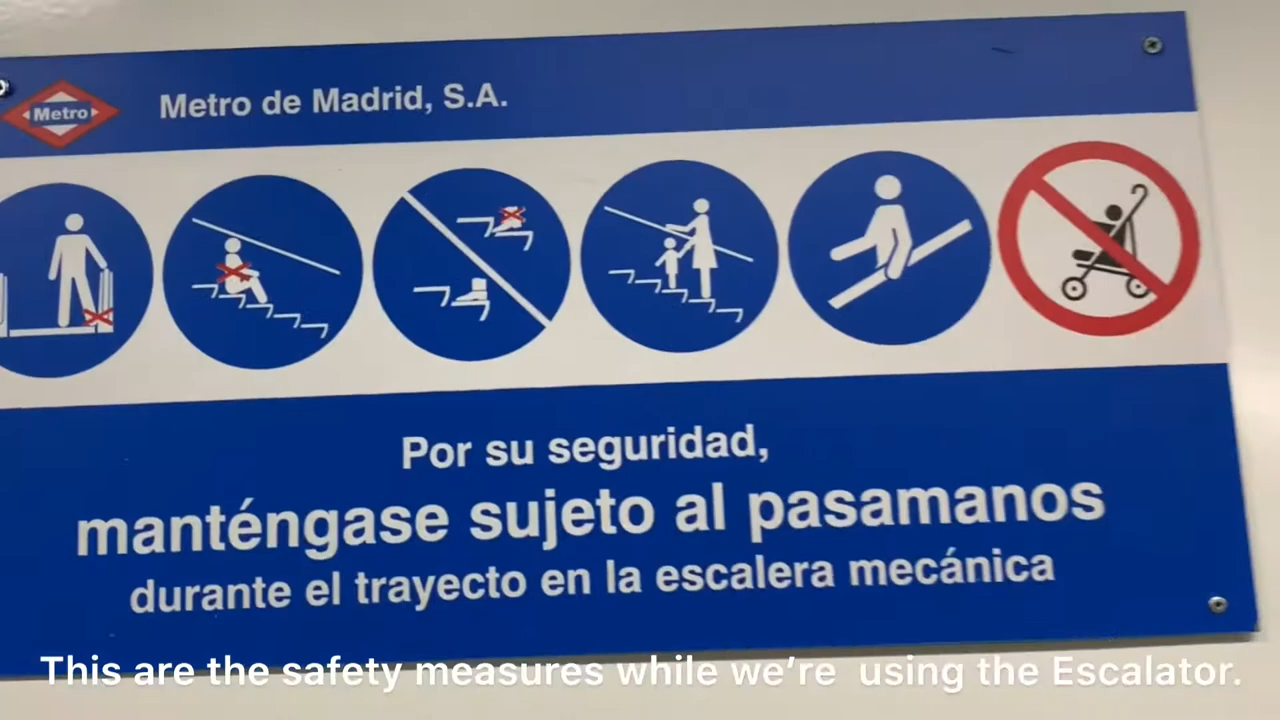 Metro
Metro de Madrid, S.A.
Por su seguridad,
manténgase sujeto al pasamanos
durante el trayecto en la escalera mecánica
This are the safety measures while we're  using the Escalator.